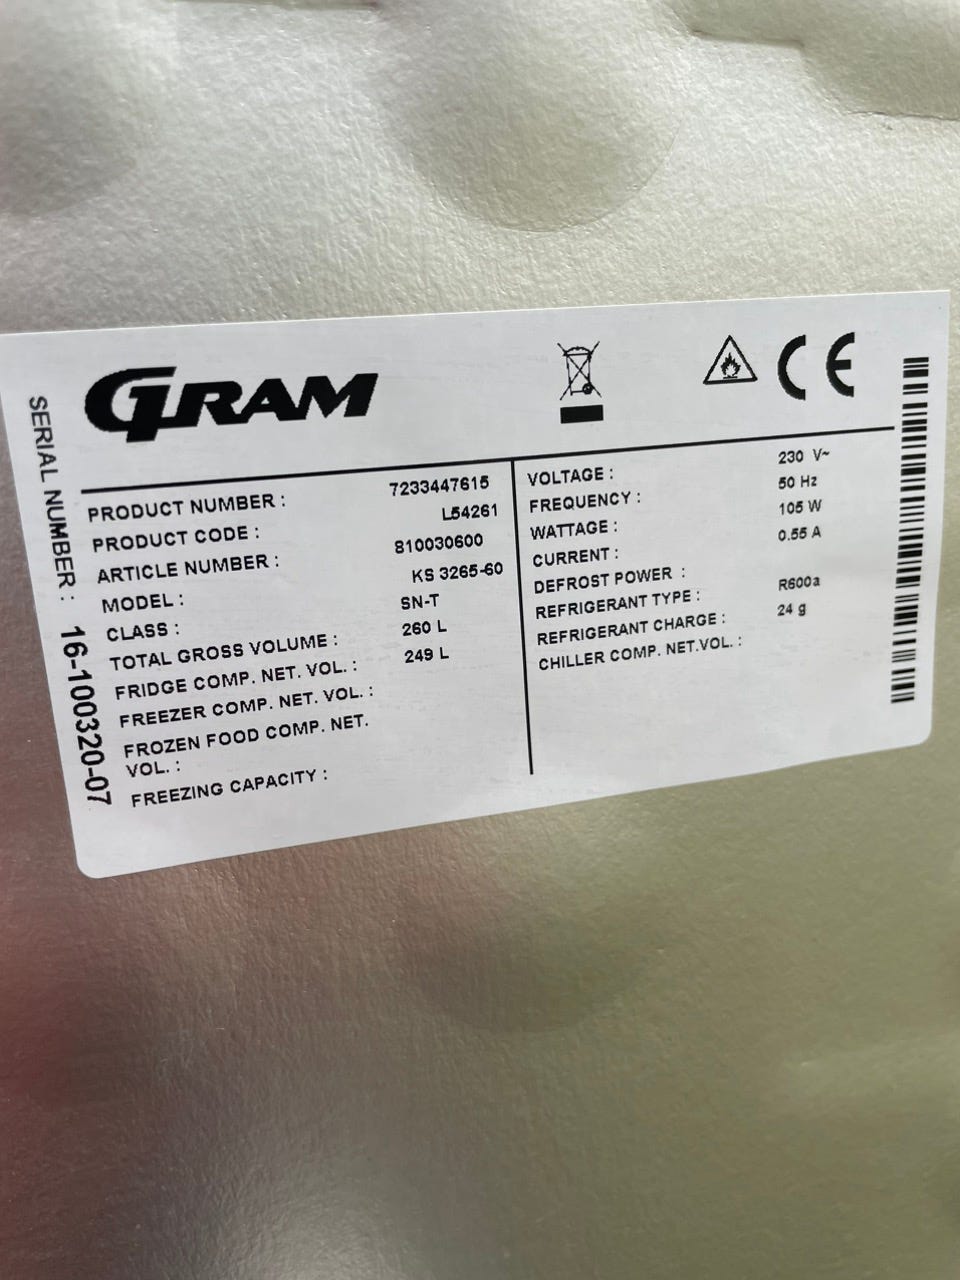 GRAM
CE
SERIAL NUMBER : 16-100320-07
PRODUCT NUMBER : 7233447615
PRODUCT CODE : L54261
ARTICLE NUMBER : 810030600
MODEL : KS 3265-60
CLASS : SN-T
TOTAL GROSS VOLUME : 260 L
FRIDGE COMP. NET. VOL. : 249 L
FREEZER COMP. NET. VOL. :
FROZEN FOOD COMP. NET.
VOL. :
FREEZING CAPACITY :
VOLTAGE : 230 V~
FREQUENCY : 50 Hz
WATTAGE : 105 W
CURRENT : 0.55 A
DEFROST POWER :
REFRIGERANT TYPE : R600a
REFRIGERANT CHARGE : 24 g
CHILLER COMP. NET.VOL. :